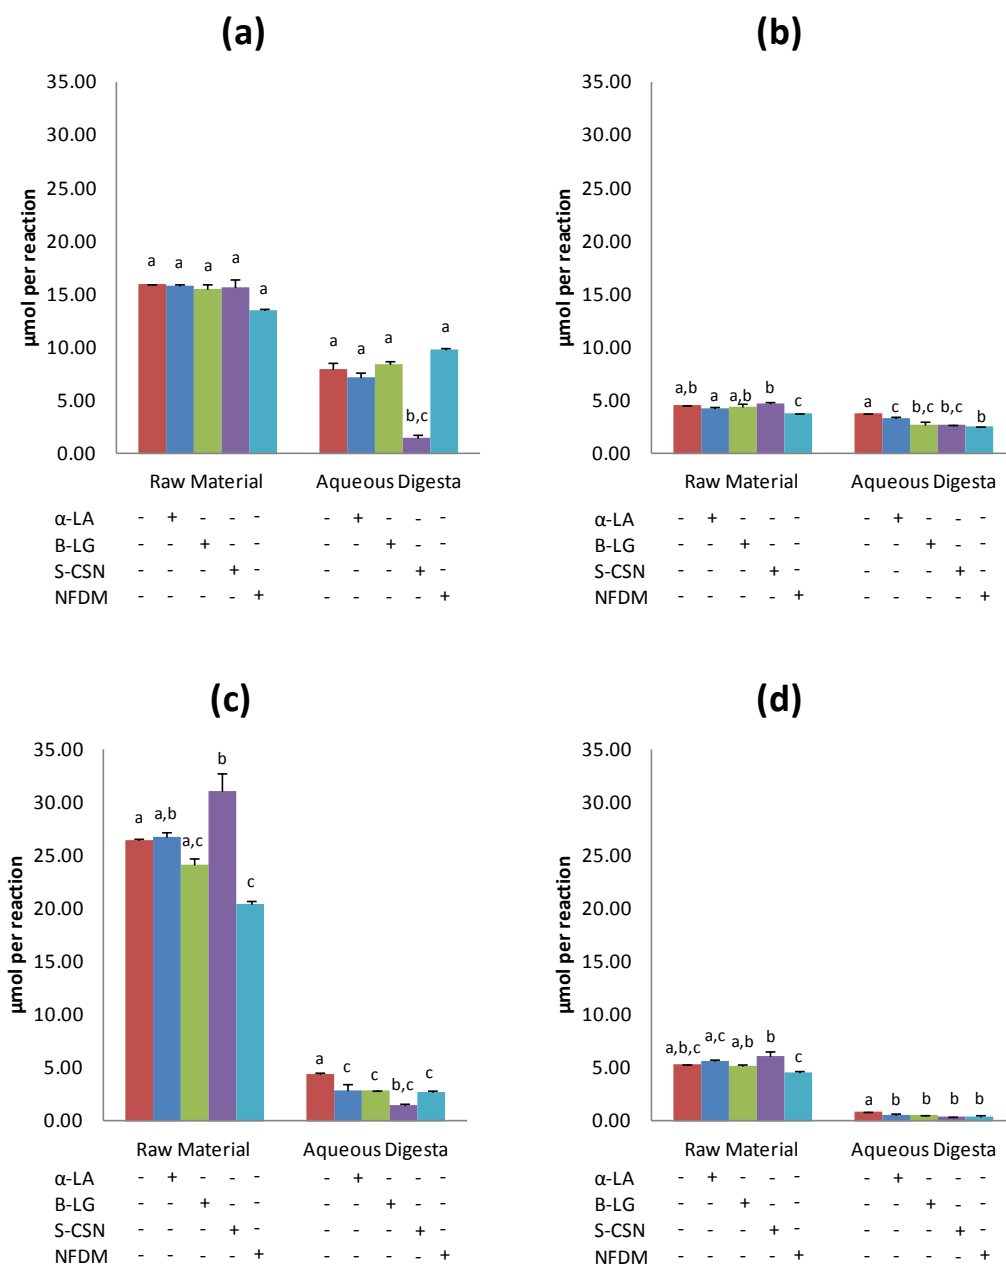 (a)
35.00
30.00
25.00
20.00
15.00
10.00
5.00
0.00
µmol per reaction
a a a a a
a a a b,c a
Raw Material Aqueous Digesta
α-LA - + - - - - + - - -
B-LG - - + - - - - + - -
S-CSN - - - + - - - - + -
NFDM - - - - + - - - - +
(b)
35.00
30.00
25.00
20.00
15.00
10.00
5.00
0.00
µmol per reaction
a,b a a,b b c
a c b,c b,c b
Raw Material Aqueous Digesta
α-LA - + - - - - + - - -
B-LG - - + - - - - + - -
S-CSN - - - + - - - - + -
NFDM - - - - + - - - - +
(c)
35.00
30.00
25.00
20.00
15.00
10.00
5.00
0.00
µmol per reaction
a a,b a,c b c
a c c b,c c
Raw Material Aqueous Digesta
α-LA - + - - - - + - - -
B-LG - - + - - - - + - -
S-CSN - - - + - - - - + -
NFDM - - - - + - - - - +
(d)
35.00
30.00
25.00
20.00
15.00
10.00
5.00
0.00
µmol per reaction
a,b,c a,c a,b b c
a b b b b
Raw Material Aqueous Digesta
α-LA - + - - - - + - - -
B-LG - - + - - - - + - -
S-CSN - - - + - - - - + -
NFDM - - - - + - - - - +